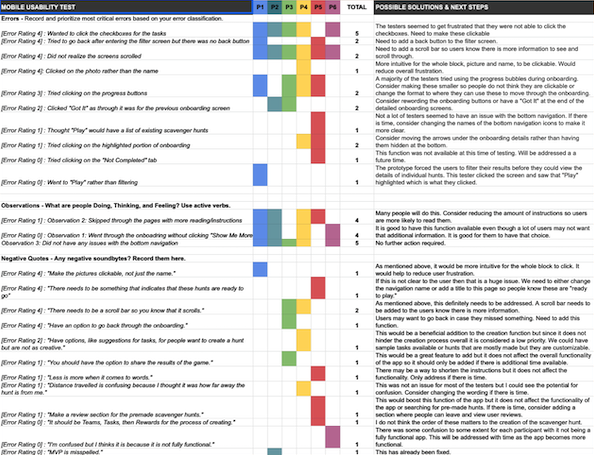 MOBILE USABILITY TEST P1 P2 P3 P4 P5 P6 TOTAL POSSIBLE SOLUTIONS & NEXT STEPS
Errors - Record and prioritize most critical errors based on your error classification.
The testers seemed to get frustrated that they were not able to click the
[Error Rating 4] : Wanted to click the checkboxes for the tasks 5 checkboxes. Need to make these clickable
[Error Rating 4] : Tried to go back after entering the filter screen but there was no back button 2 Need to add a back button to the filter screen.
Need to add a scroll bar so users know there is more information to see and
[Error Rating 4] : Did not realize the screens scrolled 2 scroll through.
More intuitive for the whole block, picture and name, to be clickable. Would
[Error Rating 4]: Clicked on the photo rather than the name 1 reduce overall frustration.
A majority of the testers tried using the progress bubbles during onboarding.
Consider making these smaller so people do not think they are clickable or
[Error Rating 3] : Tried clicking on the progress buttons 2 change the format to where they can use these to move through the onboarding.
Consider rewording the onboarding buttons or have a "Got It" at the end of the
[Error Rating 2] : Clicked "Got It" as through it was for the previous onboarding screen 2 detailed onboarding screens.
Not a lot of testers seemed to have an issue with the bottom navigation. If there
is time, consider changing the names of the bottom navigation icons to make it
[Error Rating 1] : Thought "Play" would have a list of existing scavenger hunts 1 more clear.
Consider moving the arrows under the onboarding details rather than having
[Error Rating 1] : Tried clicking on the highlighted portion of onboarding 2 them hidden at the bottom.
This function was not available at this time of testing. Will be addressed a a
[Error Rating 0] : Tried clicking on the "Not Completed" tab 1 future time.
The prototype forced the users to filter their results before they could view the
details of individual hunts. This tester clicked the screen and saw that "Play"
[Error Rating 0] : Went to "Play" rather than filtering 1 highlighted which is what they clicked.
Observations - What are people Doing, Thinking, and Feeling? Use active verbs.
Many people will do this. Consider reducing the amount of instructions so users
[Error Rating 1] : Observation 2: Skipped through the pages with more reading/instructions 4 are more likely to read them.
It is good to have this function available even though a lot of users may not want
[Error Rating 0] : Observation 1: Went through the onboarding without clicking "Show Me More 4 that additional information. It is good for them to have that choice.
Observation 3: Did not have any issues with the bottom navigation 5 No further action required.
Negative Quotes - Any negative soundbytes? Record them here.
As mentioned above, it would be more intuitive for the whole block to click. It
[Error Rating 4] : "Make the pictures clickable, not just the name." 1 would help to reduce user frustration.
If this is not clear to the user then that is a huge issue. We need to either change
[Error Rating 4] : "There needs to be something that indicates that these hunts are ready to the navigation name or add a title to this page so people know these are "ready
go" 1 to play."
As mentioned above, this definitely needs to be addressed. A scroll bar needs to
[Error Rating 4] : "There needs to be a scroll bar so you know that it scrolls." 2 be added to the users know there is more information.
Users may want to go back in case they missed something. Need to add this
[Error Rating 4] : "Have an option to go back through the onboarding." 1 function.
This would be a beneficial addition to the creation function but since it does not
[Error Rating 2] : "Have options, like suggestions for tasks, for people want to create a hunt hinder the creation process overall it is considered a low priority. We could have
but are not as creative." 1 sample tasks available or hunts that are mostly made but they are customizable.
This would be a great feature to add but it does not affect the overall functionality
[Error Rating 1] : "You should have the option to share the results of the game." 1 of the app so it should only be added if there is additional time available.
There may be a way to shorten the instructions but it does not affect the
[Error Rating 1] : "Less is more when it comes to words." 1 functionality. Only address if there is time.
[Error Rating 1] : "Distance travelled is confusing because I thought it was how far away the This was not an issue for most of the testers but I could see the potential for
hunt is from me." 1 confusion. Consider changing the wording if there is time.
This would boost this function of the app but it does not affect the functionality of
the app or searching for pre-made hunts. If there is time, consider adding a
[Error Rating 1] : "Make a review section for the premade scavenger hunts." 1 section where people can leave and view user reviews.
[Error Rating 0] : "It should be Teams, Tasks, then Rewards for the process of creating." 1 I do not think the order of these matters to the creation of the scavenger hunt.
There was some confusion to some extent for each participant with it not being a
fully functional app. This will be addressed with time as the app becomes more
[Error Rating 0] : "I'm confused but I thinks it is because it is not fully functional." 1 functional.
[Error Rating 0] : "MVP is misspelled." 1 This has already been fixed.